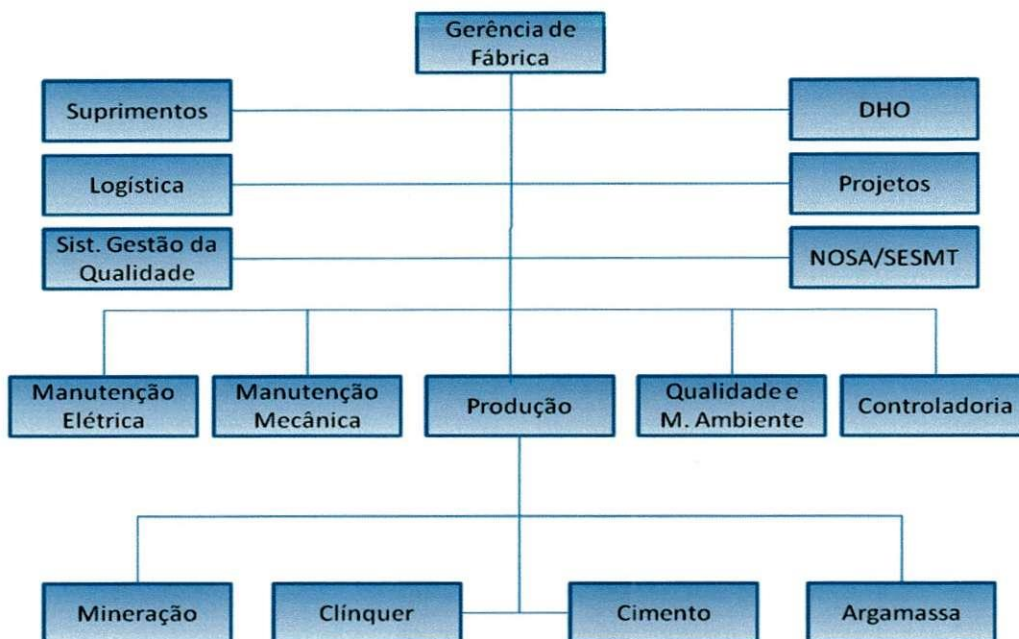 Gerência de
Fábrica
Suprimentos
DHO
Logística
Projetos
Sist. Gestão da
Qualidade
NOSA/SESMT
Manutenção
Elétrica
Manutenção
Mecânica
Produção
Qualidade e
M. Ambiente
Controladoria
Mineração
Clínquer
Cimento
Argamassa